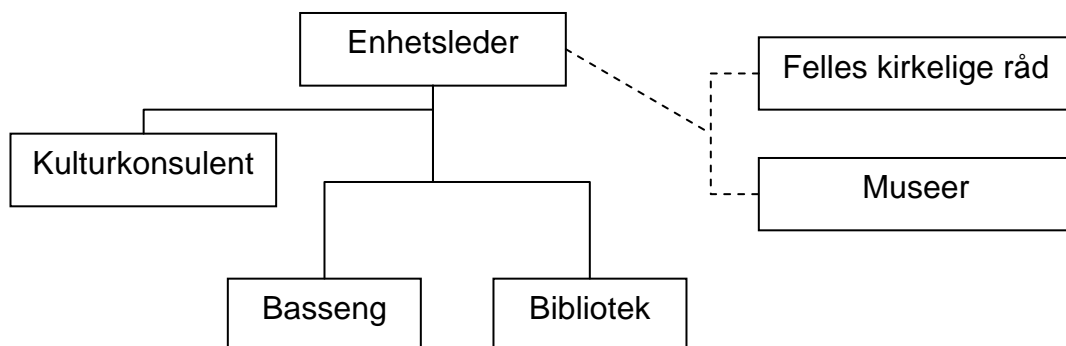 Enhetsleder
Felles kirkelige råd
Kulturkonsulent
Museer
Basseng
Bibliotek